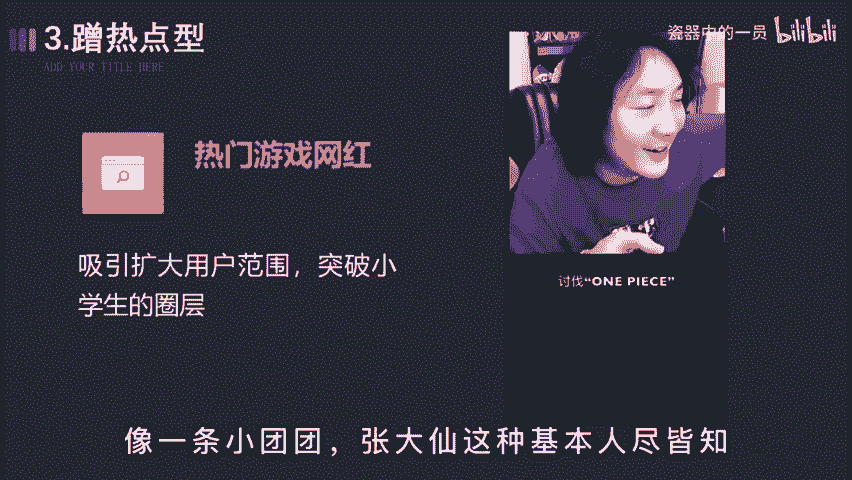 3.蹭热点型
ADD YOUR TITLE HERE
瓷器中的一员 bilibili
热门游戏网红
吸引扩大用户范围，突破小
学生的圈层
讨伐“ONE PIECE”
像一条小团团，张大仙这种基本人尽皆知